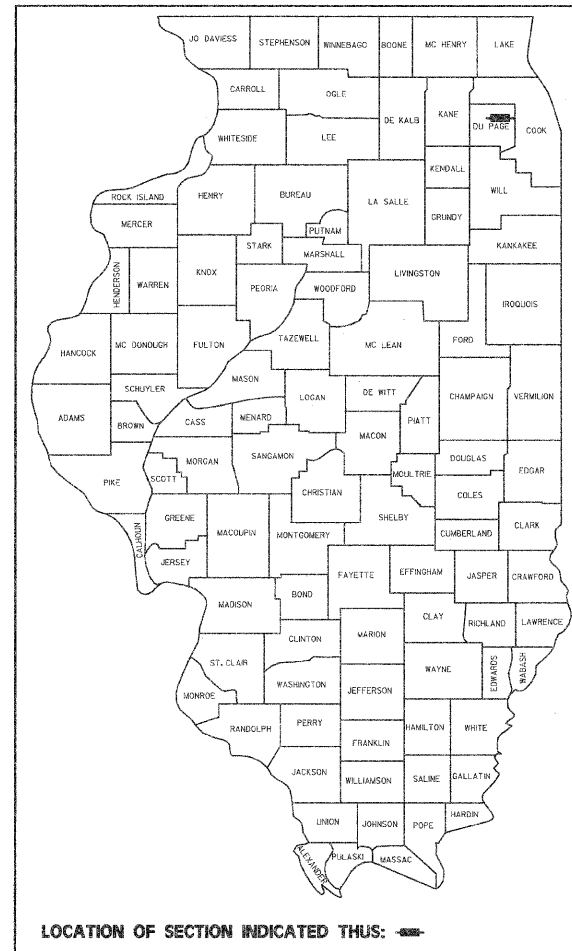 JO DAVIESS
STEPHENSON
WINNEBAGO
BOONE
MC HENRY
LAKE
CARROLL
OGLE
DE KALB
KANE
DU PAGE
COOK
WHITESIDE
LEE
KENDALL
WILL
ROCK ISLAND
HENRY
BUREAU
LA SALLE
GRUNDY
MERCER
PUTNAM
KANKAKEE
STARK
MARSHALL
HENDERSON
WARREN
KNOX
PEORIA
WOODFORD
LIVINGSTON
IROQUOIS
TAZEWELL
FORD
HANCOCK
MC DONOUGH
FULTON
MC LEAN
MASON
SCHUYLER
LOGAN
DE WITT
CHAMPAIGN
VERMILION
ADAMS
BROWN
CASS
MENARD
MACON
PIATT
DOUGLAS
MORGAN
SANGAMON
MOULTRIE
EDGAR
PIKE
SCOTT
CHRISTIAN
COLES
CALHOUN
GREENE
MACOUPIN
MONTGOMERY
SHELBY
CUMBERLAND
CLARK
JERSEY
FAYETTE
EFFINGHAM
JASPER
CRAWFORD
MADISON
BOND
CLAY
RICHLAND
LAWRENCE
CLINTON
MARION
ST. CLAIR
WAYNE
EDWARDS
WABASH
WASHINGTON
JEFFERSON
MONROE
RANDOLPH
PERRY
HAMILTON
WHITE
FRANKLIN
JACKSON
WILLIAMSON
SALINE
GALLATIN
UNION
JOHNSON
POPE
HARDIN
ALEXANDER
PULASKI
MASSAC
LOCATION OF SECTION INDICATED THUS: